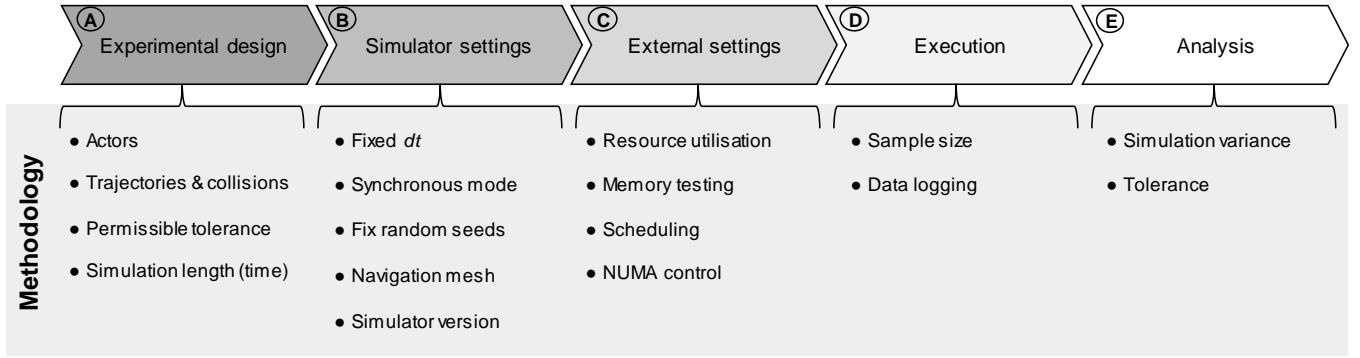 A
Experimental design
B
Simulator settings
C
External settings
D
Execution
E
Analysis
Methodology
● Actors
● Trajectories & collisions
● Permissible tolerance
● Simulation length (time)
● Fixed dt
● Synchronous mode
● Fix random seeds
● Navigation mesh
● Simulator version
● Resource utilisation
● Memory testing
● Scheduling
● NUMA control
● Sample size
● Data logging
● Simulation variance
● Tolerance